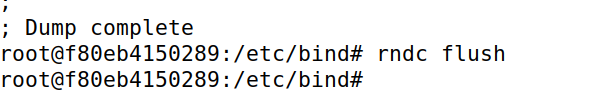 ;
; Dump complete
root@f80eb4150289:/etc/bind# rndc flush
root@f80eb4150289:/etc/bind#